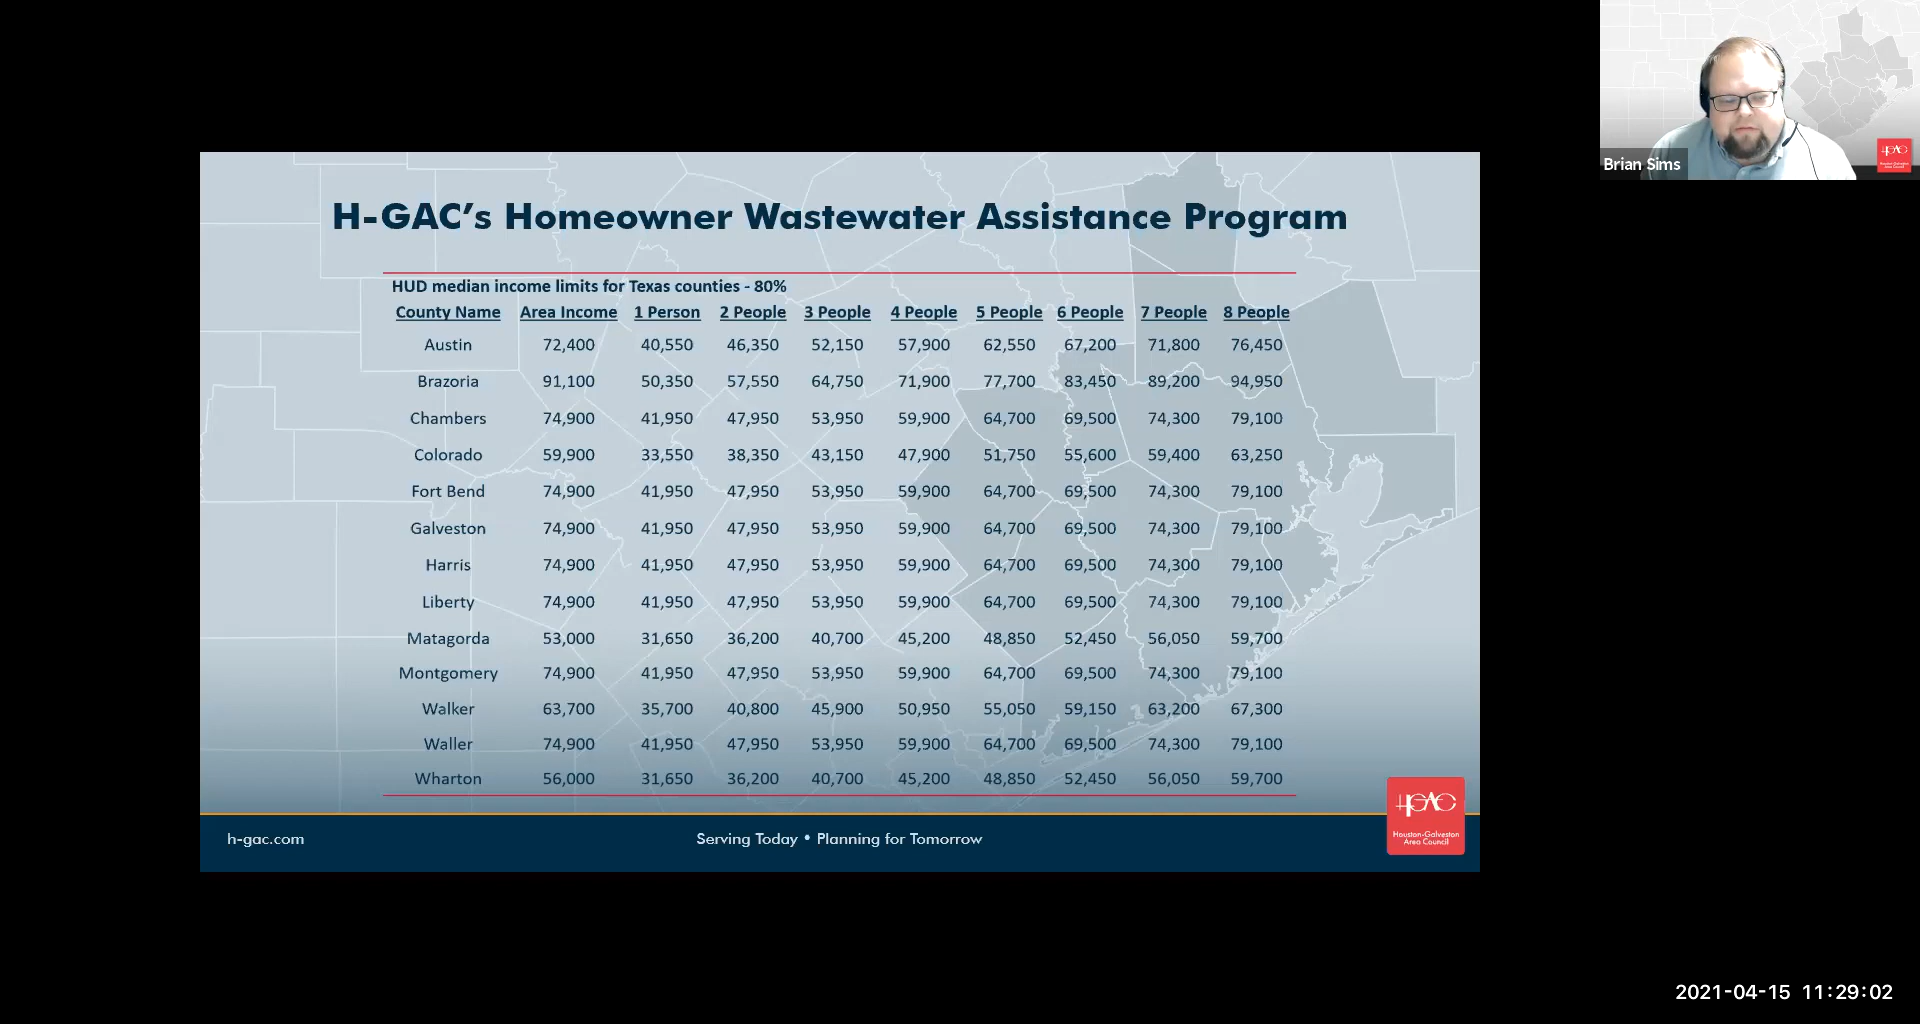 H-GAC's Homeowner Wastewater Assistance Program
HUD median income limits for Texas counties - 80%
County Name Area Income 1 Person 2 People 3 People 4 People 5 People 6 People 7 People 8 People
Austin 72,400 40,550 46,350 52,150 57,900 62,550 67,200 71,800 76,450
Brazoria 91,100 50,350 57,550 64,750 71,900 77,700 83,450 89,200 94,950
Chambers 74,900 41,950 47,950 53,950 59,900 64,700 69,500 74,300 79,100
Colorado 59,900 33,550 38,350 43,150 47,900 51,750 55,600 59,400 63,250
Fort Bend 74,900 41,950 47,950 53,950 59,900 64,700 69,500 74,300 79,100
Galveston 74,900 41,950 47,950 53,950 59,900 64,700 69,500 74,300 79,100
Harris 74,900 41,950 47,950 53,950 59,900 64,700 69,500 74,300 79,100
Liberty 74,900 41,950 47,950 53,950 59,900 64,700 69,500 74,300 79,100
Matagorda 53,000 31,650 36,200 40,700 45,200 48,850 52,450 56,050 59,700
Montgomery 74,900 41,950 47,950 53,950 59,900 64,700 69,500 74,300 79,100
Walker 63,700 35,700 40,800 45,900 50,950 55,050 59,150 63,200 67,300
Waller 74,900 41,950 47,950 53,950 59,900 64,700 69,500 74,300 79,100
Wharton 56,000 31,650 36,200 40,700 45,200 48,850 52,450 56,050 59,700
h-gac.com
Serving Today • Planning for Tomorrow
HGAC
Houston-Galveston
Area Council
Brian Sims
HGAC
Houston-Galveston
Area Council
2021-04-15 11:29:02